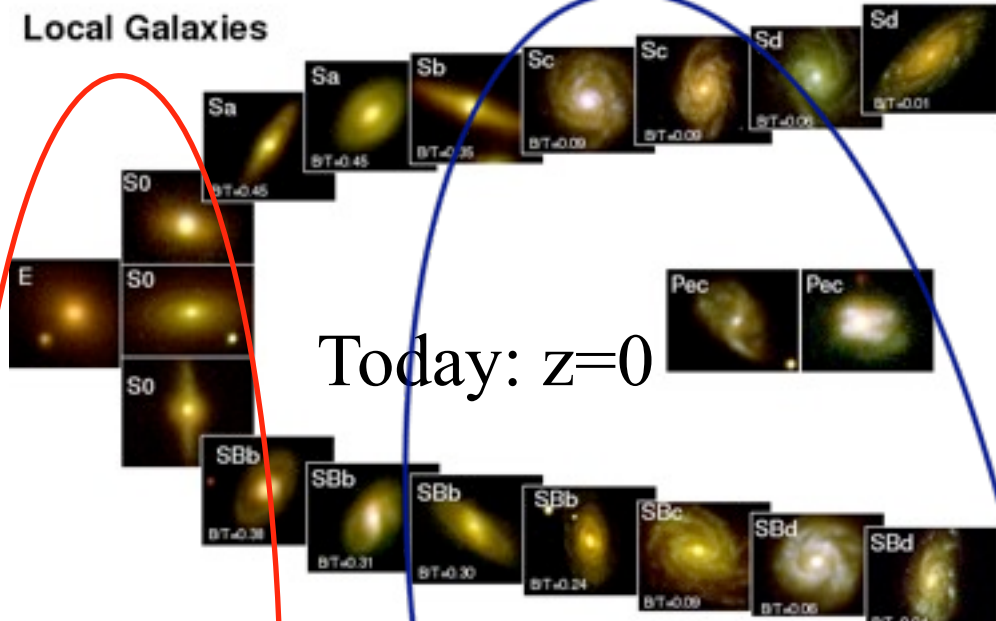 Local Galaxies
Sd
B/T=0.01
Sc
Sd
B/T=0.06
Sc
B/T=0.09
B/T=0.09
Sb
Sa
B/T=0.45
Sa
B/T=0.45
S0
E
S0
Pec
Pec
Today: z=0
S0
SBb
B/T=0.38
SBb
B/T=0.31
SBb
B/T=0.30
SBb
B/T=0.24
SBc
B/T=0.09
SBd
B/T=0.06
SBd